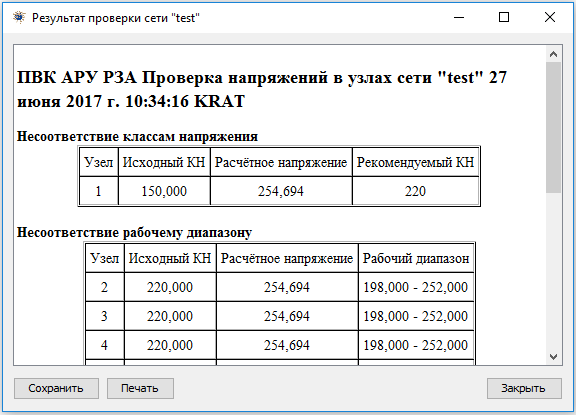 Результат проверки сети "test"
ПВК АРУ РЗА Проверка напряжений в узлах сети "test" 27
июня 2017 г. 10:34:16 KRAT
Несоответствие классам напряжения
Узел Исходный КН Расчётное напряжение Рекомендуемый КН
1 150,000 254,694 220
Несоответствие рабочему диапазону
Узел Исходный КН Расчётное напряжение Рабочий диапазон
2 220,000 254,694 198,000 - 252,000
3 220,000 254,694 198,000 - 252,000
4 220,000 254,694 198,000 - 252,000
Сохранить Печать Закрыть